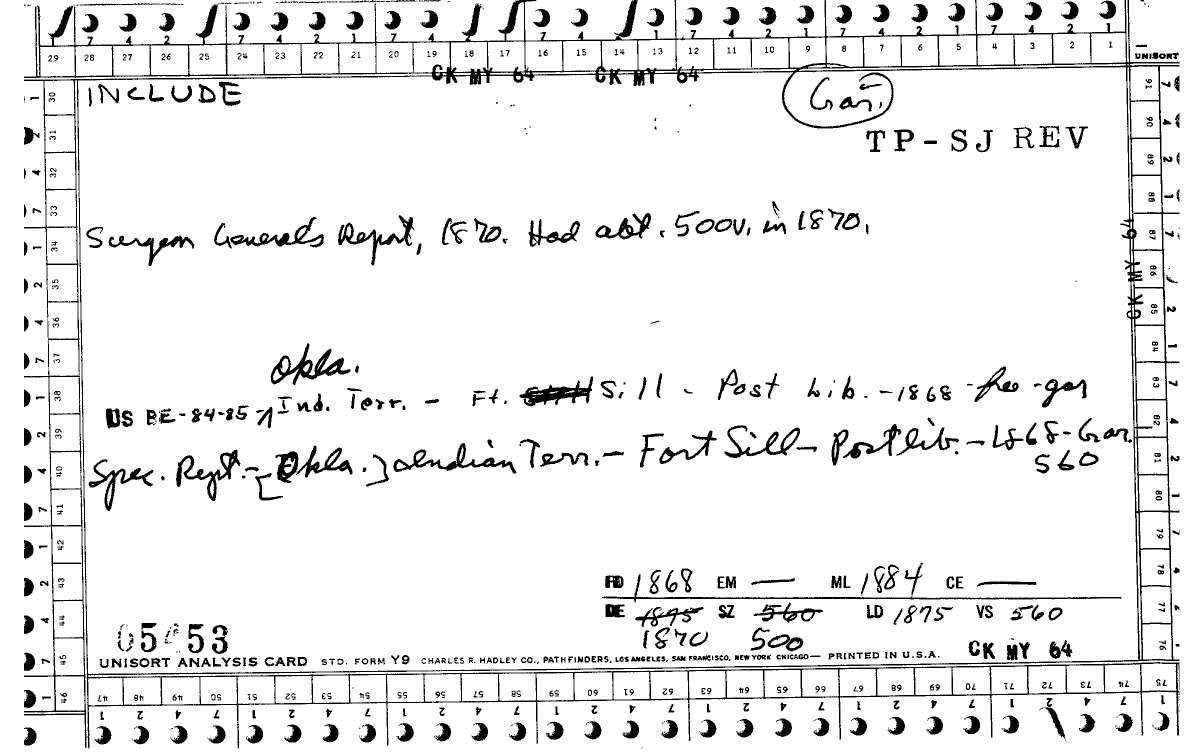 7 4 2 7 4 2 1 7 4 2 1 7 4 7 4 1 7 2 1 7 4 2 1 7 4 2 1
29 28 27 26 25 24 23 22 21 20 19 18 17 16 15 14 13 12 11 10 9 8 7 6 5 4 3 2 1
UNISORT
CK MY 64 CK MY 64
INCLUDE
Gar.
TP-SJ REV
Surgeon General's Report, 1870. Had abt. 500v. in 1870.
CK MY 64
Okla.
US BE-84-85 Ind. Terr. - Ft. Sill - Post Lib. -1868 -free -gar
Spec. Rept.-[Okla.] Indian Terr.- Fort Sill- Post lib.-1868-Gar.
560
FD 1868 EM — ML 1884 CE —
DE 1895 SZ 560 LD 1875 VS 560
1870 500
05453
UNISORT ANALYSIS CARD STD. FORM Y9 CHARLES R. HADLEY CO., PATHFINDERS, LOS ANGELES, SAN FRANCISCO, NEW YORK CHICAGO— PRINTED IN U.S.A. CK MY 64
30 31 32 33 34 35 36 37 38 39 40 41 42 43 44 45 46
91 90 89 88 87 86 85 84 83 82 81 80 79 78 77 76
47 48 49 50 51 52 53 54 55 56 57 58 59 60 61 62 63 64 65 66 67 68 69 70 71 72 73 74 75
1 2 4 7 1 2 4 7 1 2 4 7 1 2 4 7 1 2 4 7 1 2 4 7 1 2 4 7 1